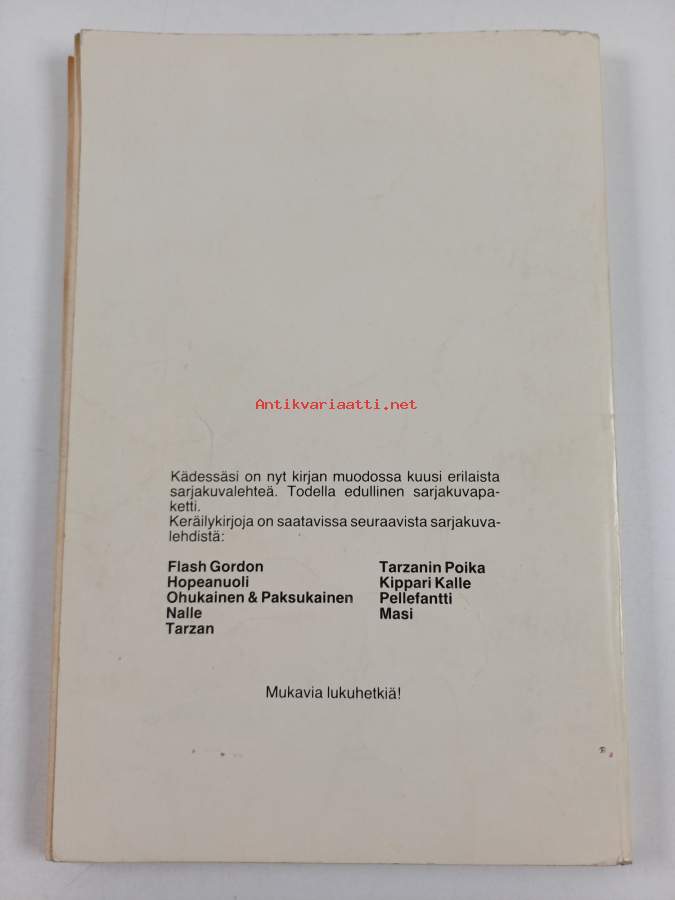 Antikvariaatti.net
Kädessäsi on nyt kirjan muodossa kuusi erilaista
sarjakuvalehteä. Todella edullinen sarjakuvapa-
ketti.
Keräilykirjoja on saatavissa seuraavista sarjakuva-
lehdistä:
Flash Gordon
Hopeanuoli
Ohukainen & Paksukainen
Nalle
Tarzan
Tarzanin Poika
Kippari Kalle
Pellefantti
Masi
Mukavia lukuhetkiä!